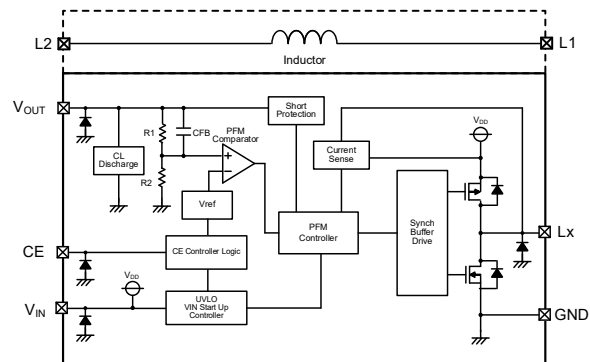 L2
L1
Inductor
VOUT
Short
Protection
R1
CFB
PFM
Comparator
VDD
CL
Discharge
Current
Sense
+
−
R2
Vref
PFM
Controller
Synch
Buffer
Drive
Lx
CE
CE Controller Logic
VDD
VIN
UVLO
VIN Start Up
Controller
GND